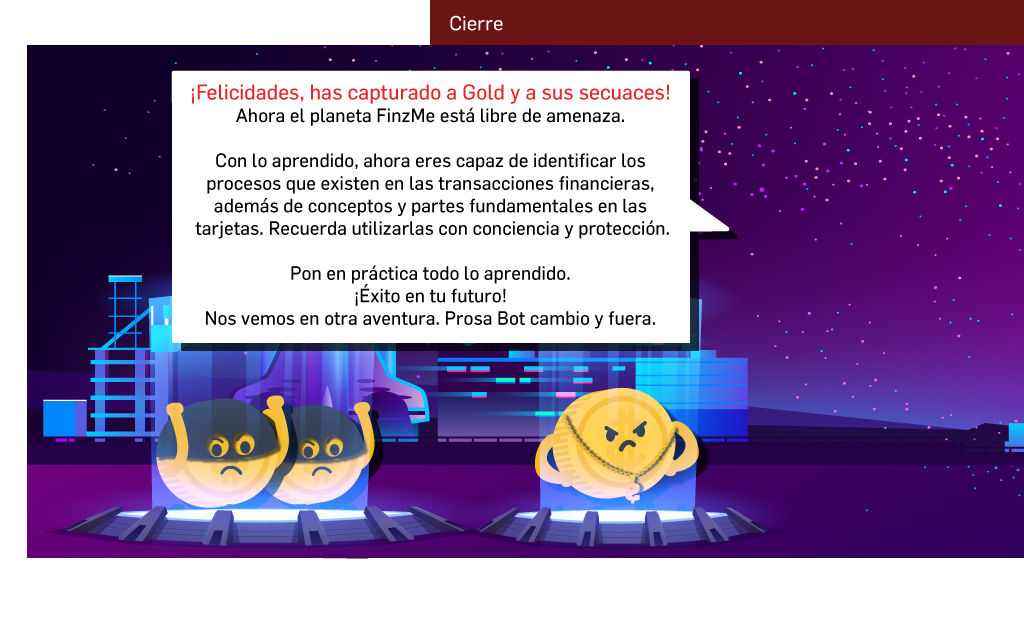 Cierre
¡Felicidades, has capturado a Gold y a sus secuaces!
Ahora el planeta FinzMe está libre de amenaza.
Con lo aprendido, ahora eres capaz de identificar los
procesos que existen en las transacciones financieras,
además de conceptos y partes fundamentales en las
tarjetas. Recuerda utilizarlas con conciencia y protección.
Pon en práctica todo lo aprendido.
¡Éxito en tu futuro!
Nos vemos en otra aventura. Prosa Bot cambio y fuera.